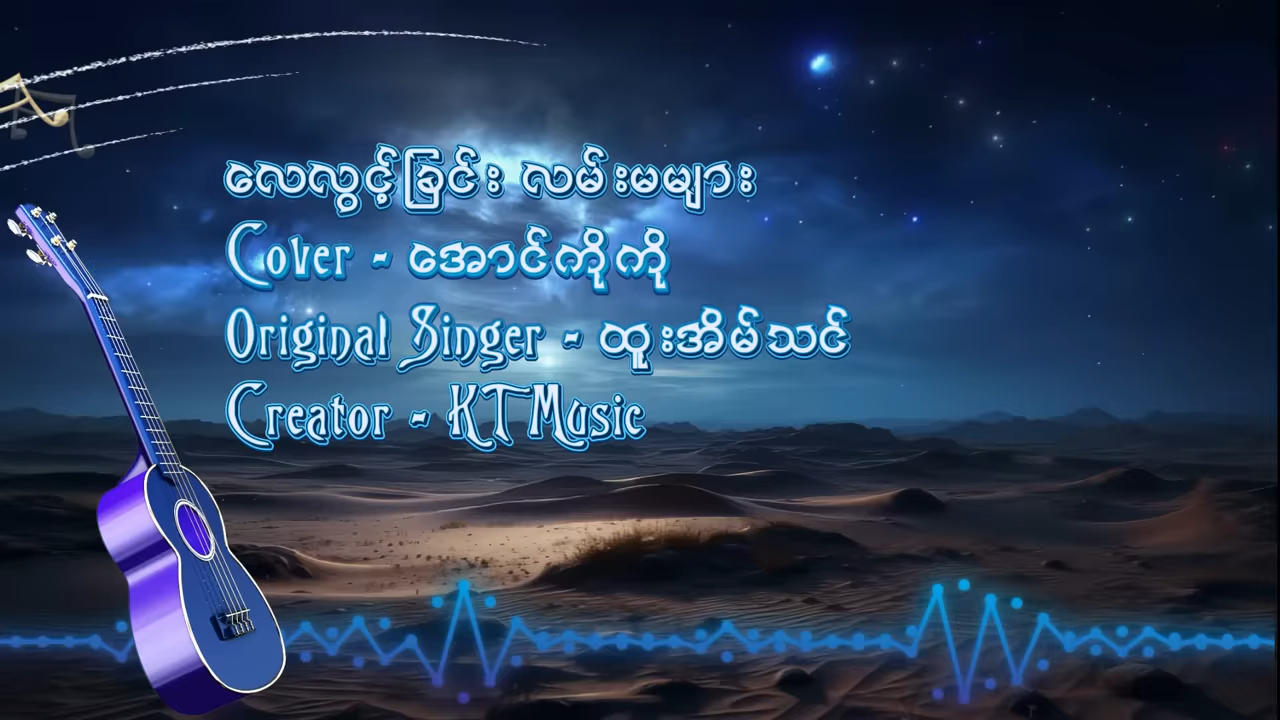 လေလွင့်ခြင်း လမ်းမများ
Cover - အောင်ကိုကို
Original Singer - ထူးအိမ်သင်
Creator - KT Music